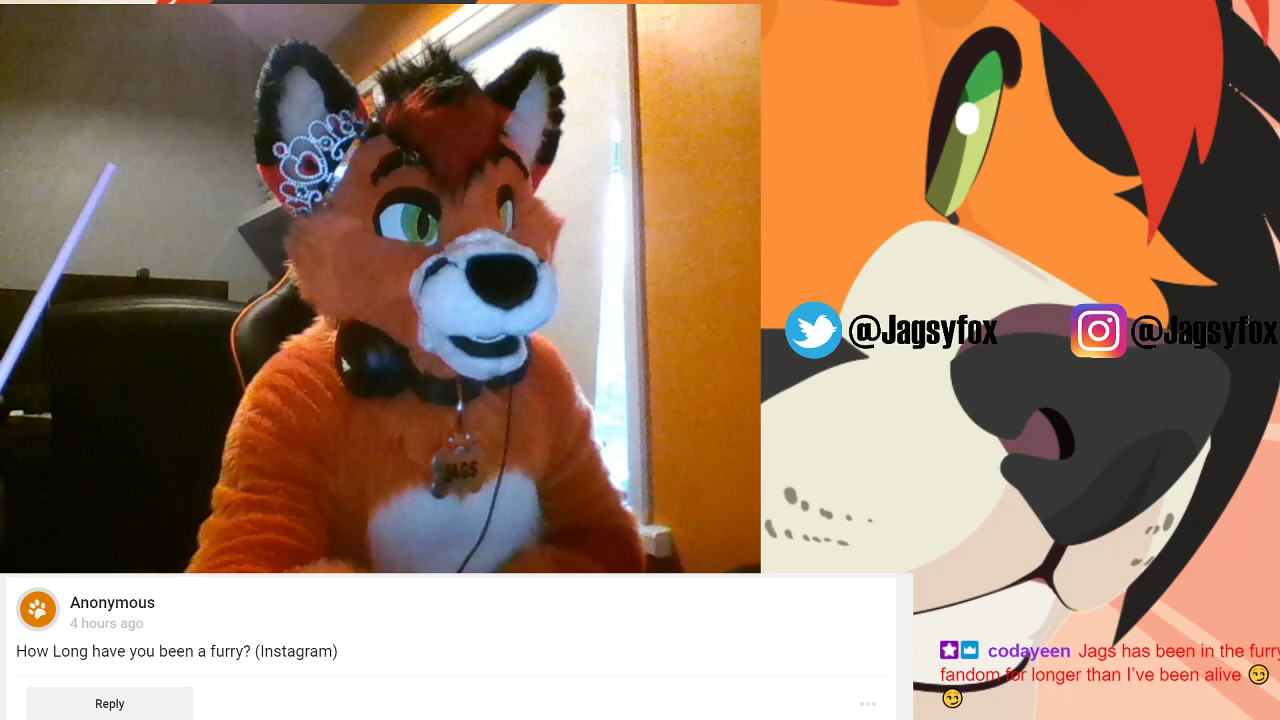 JAGS
@Jagsyfox
@Jagsyfox
Anonymous
4 hours ago
How Long have you been a furry? (Instagram)
Reply
codayeen Jags has been in the furry
fandom for longer than I've been alive 😏
😏